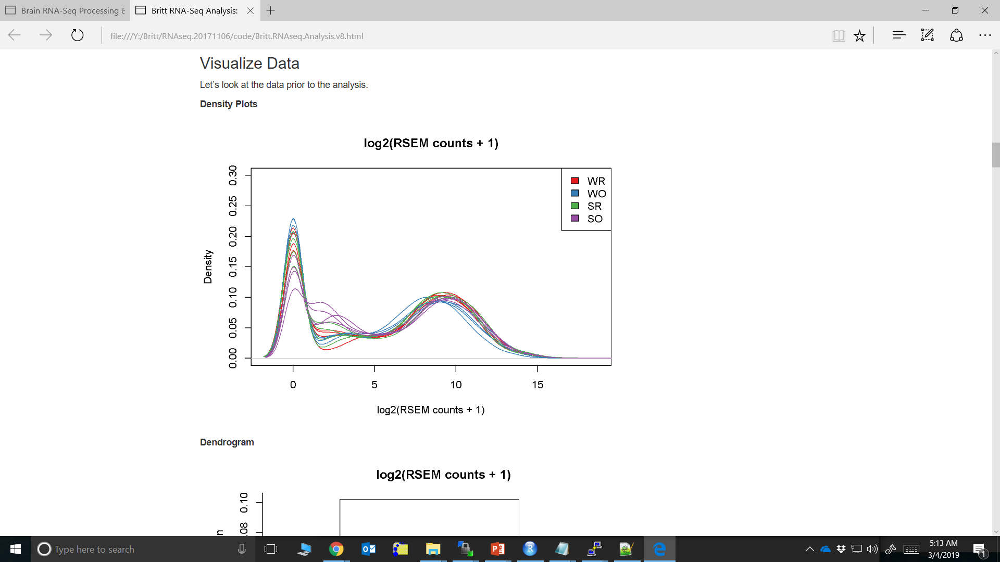 Brain RNA-Seq Processing &
Britt RNA-Seq Analysis:
file:///Y:/Britt/RNAseq.20171106/code/Britt.RNAseq.Analysis.v8.html
Visualize Data
Let's look at the data prior to the analysis.
Density Plots
log2(RSEM counts + 1)
0.30
0.25
0.20
0.15
0.10
0.05
0.00
Density
WR
WO
SR
SO
0 5 10 15
log2(RSEM counts + 1)
Dendrogram
log2(RSEM counts + 1)
0.10
.08
n
Type here to search
5:13 AM
3/4/2019
1